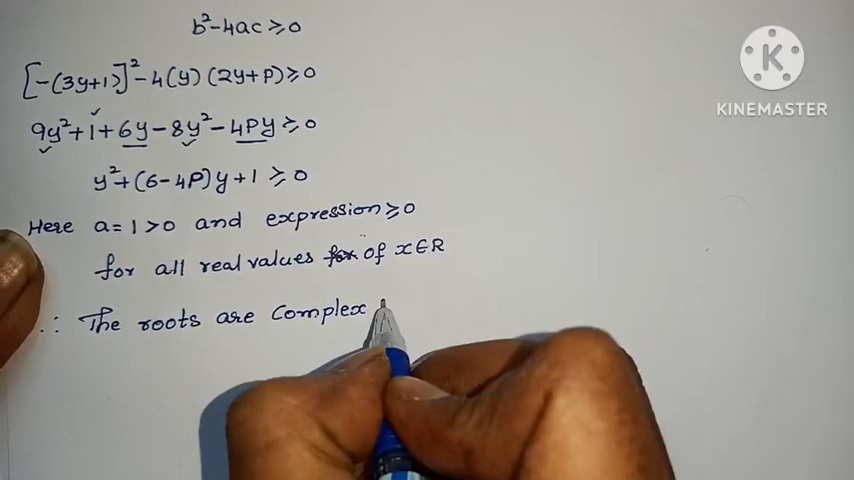 b²-4ac ≥ 0
[-(3y+1)]² - 4(y)(2y+p) ≥ 0
9y²+1+6y-8y²-4Py ≥ 0
y²+(6-4P)y+1 ≥ 0
Here a=1>0 and expression ≥ 0
for all real values of x∈R
∴ The roots are complex
KINEMASTER